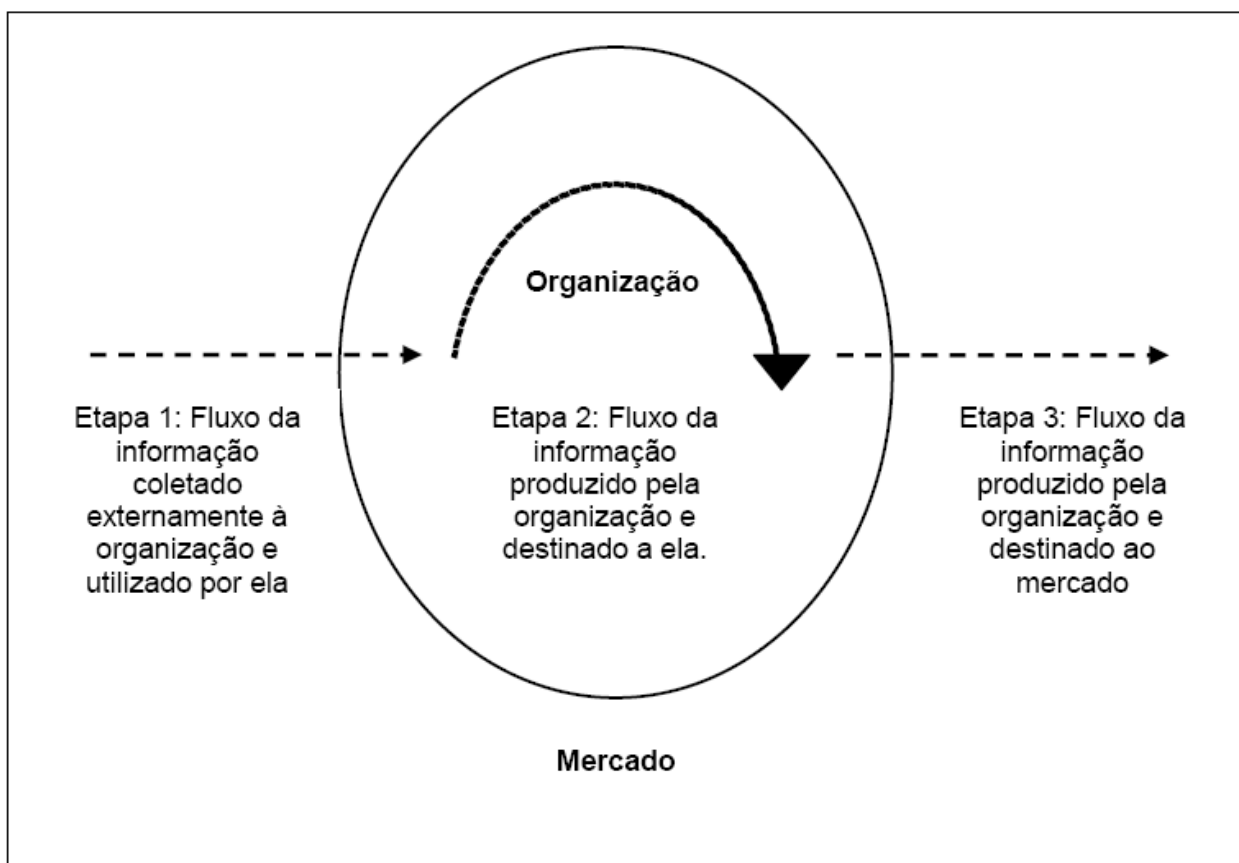 Organização
Etapa 1: Fluxo da
informação
coletado
externamente à
organização e
utilizado por ela
Etapa 2: Fluxo da
informação
produzido pela
organização e
destinado a ela.
Etapa 3: Fluxo da
informação
produzido pela
organização e
destinado ao
mercado
Mercado